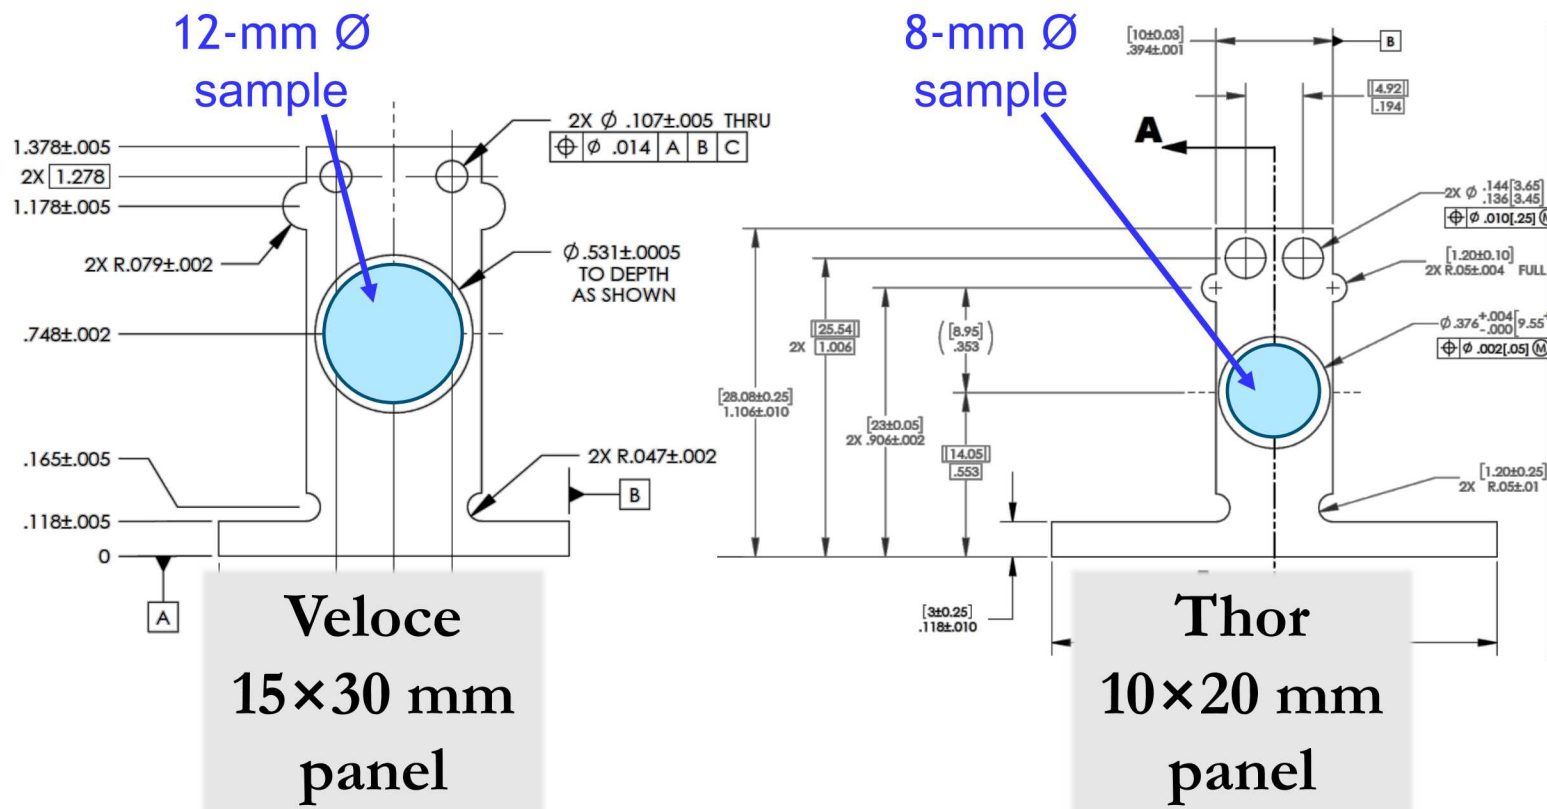 12-mm Ø
sample
1.378±.005
2X 1.278
1.178±.005
2X R.079±.002
.748±.002
.165±.005
.118±.005
0
A
2X Ø .107±.005 THRU
⌖ Ø .014 A B C
Ø.531±.0005
TO DEPTH
AS SHOWN
2X R.047±.002
B
Veloce
15×30 mm
panel
8-mm Ø
sample
[10±0.03]
.394±.001
B
[4.92]
.194
A
2X Ø .144[3.65]
.136[3.45]
⌖ Ø .010[.25] Ⓜ
[1.20±0.10]
2X R.05±.004 FULL
Ø.376 +.004 [9.55
-.000
⌖ Ø .002[.05] Ⓜ
[25.54]
2X 1.006
([8.95]
.353)
[28.08±0.25]
1.106±.010
[23±0.05]
2X .906±.002
[14.05]
.553
[1.20±0.25]
2X R.05±.01
[3±0.25]
.118±.010
Thor
10×20 mm
panel